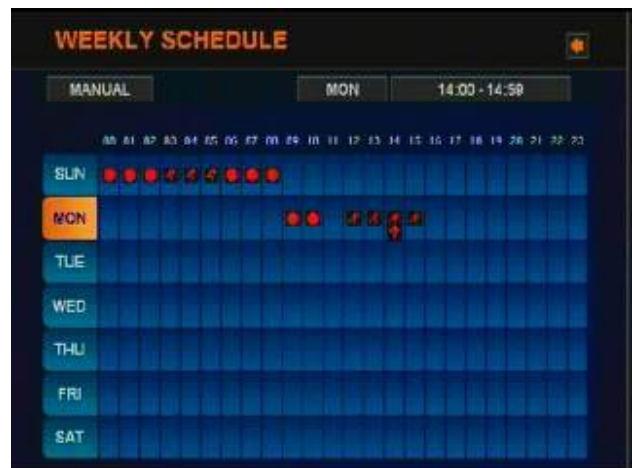 WEEKLY SCHEDULE
MANUAL MON 14:00 - 14:59
00 01 02 03 04 05 06 07 08 09 10 11 12 13 14 15 16 17 18 19 20 21 22 23
SUN
MON
TUE
WED
THU
FRI
SAT